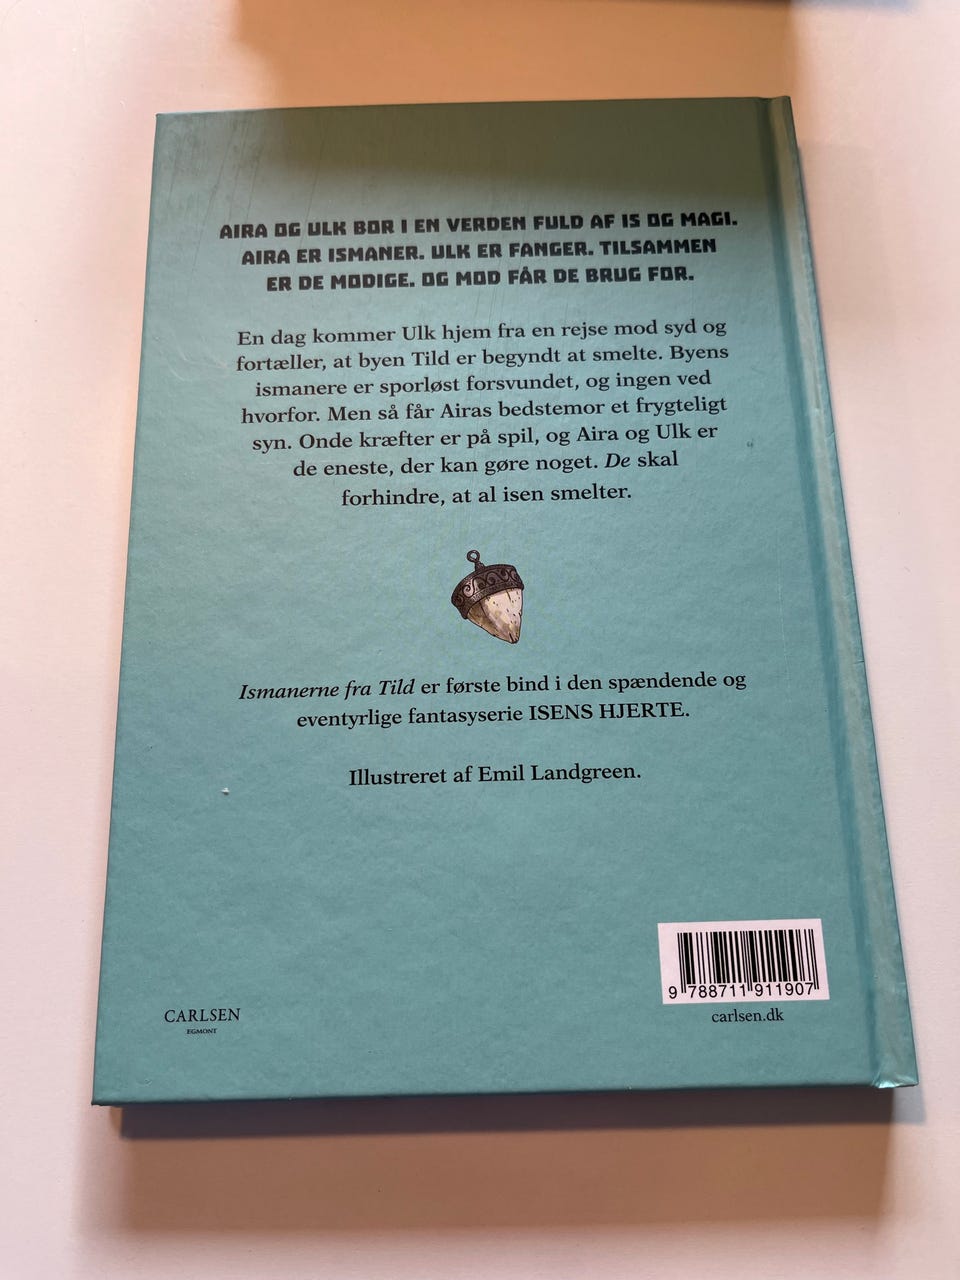 AIRA OG ULK BOR I EN VERDEN FULD AF IS OG MAGI.
AIRA ER ISMANER. ULK ER FANGER. TILSAMMEN
ER DE MODIGE. OG MOD FÅR DE BRUG FOR.
En dag kommer Ulk hjem fra en rejse mod syd og
fortæller, at byen Tild er begyndt at smelte. Byens
ismanere er sporløst forsvundet, og ingen ved
hvorfor. Men så får Airas bedstemor et frygteligt
syn. Onde kræfter er på spil, og Aira og Ulk er
de eneste, der kan gøre noget. De skal
forhindre, at al isen smelter.
Ismanerne fra Tild er første bind i den spændende og
eventyrlige fantasyserie ISENS HJERTE.
Illustreret af Emil Landgreen.
9 788711 911907
CARLSEN
EGMONT
carlsen.dk